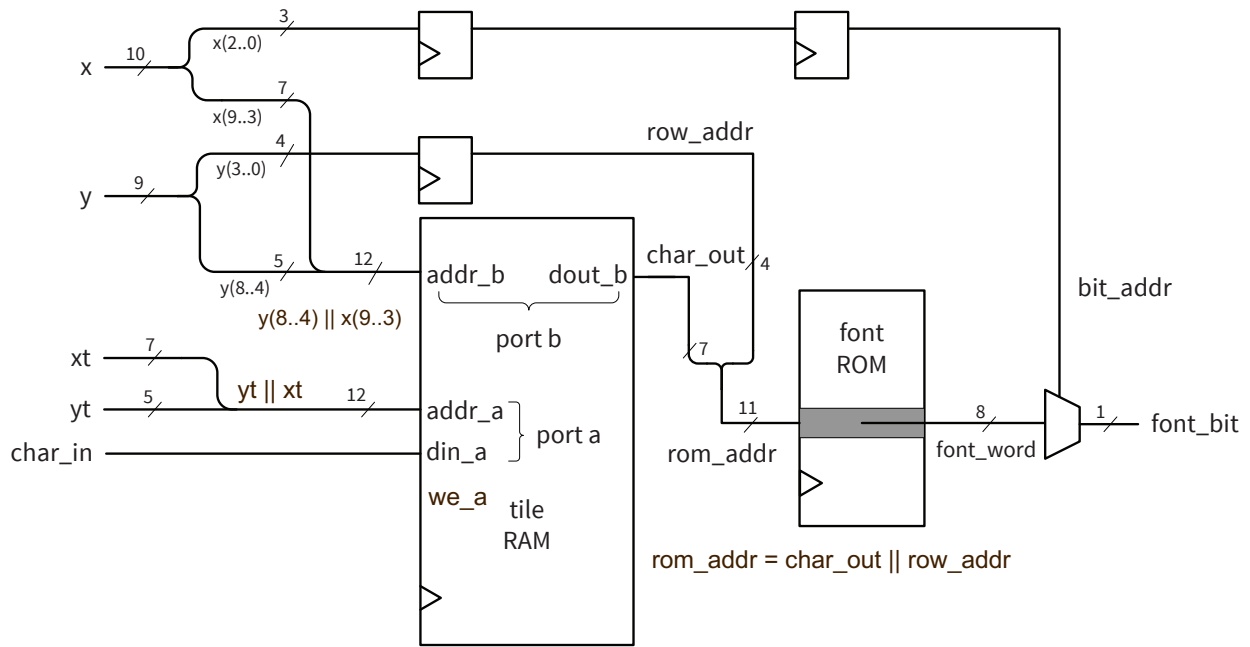 3
x(2..0)
10
x
7
x(9..3)
4
y(3..0)
row_addr
9
y
5
y(8..4)
12
addr_b
dout_b
char_out
4
bit_addr
y(8..4) || x(9..3)
port b
font
ROM
7
xt
7
yt || xt
yt
5
12
addr_a
port a
11
8
1
font_bit
char_in
din_a
rom_addr
font_word
we_a
tile
RAM
rom_addr = char_out || row_addr